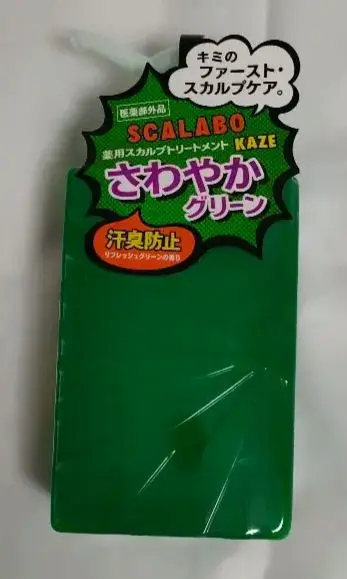 キミの
ファースト・
スカルプケア。
医薬部外品
SCALABO
薬用スカルプトリートメント KAZE
さわやか
グリーン
汗臭防止
リフレッシュグリーンの香り